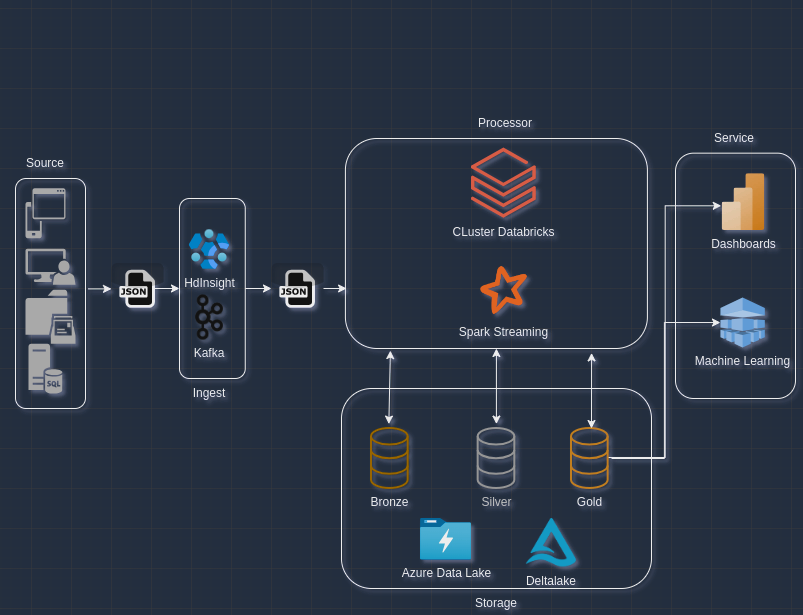 Processor
Service
Source
CLuster Databricks
Dashboards
HdInsight
JSON
JSON
Spark Streaming
Kafka
Machine Learning
SQL
Ingest
Bronze
Silver
Gold
Azure Data Lake
Deltalake
Storage